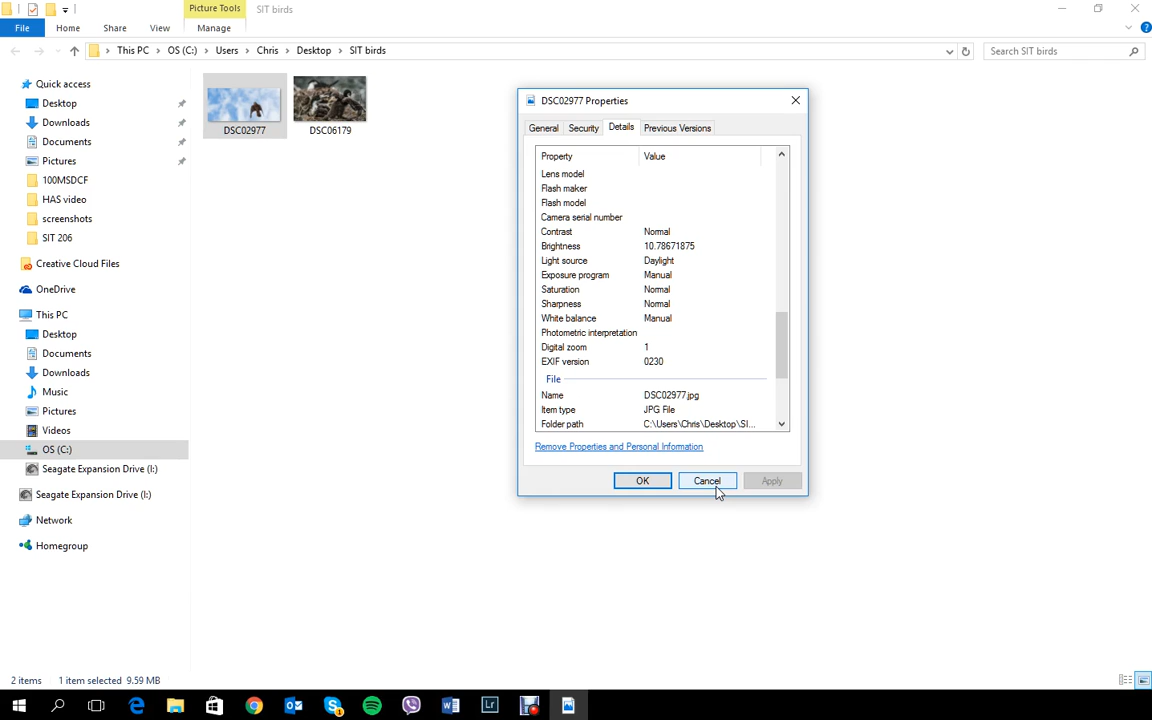 Picture Tools
SIT birds
File
Home
Share
View
Manage
This PC
OS (C:)
Users
Chris
Desktop
SIT birds
Search SIT birds
Quick access
Desktop
Downloads
Documents
Pictures
100MSDCF
HAS video
screenshots
SIT 206
Creative Cloud Files
OneDrive
This PC
Desktop
Documents
Downloads
Music
Pictures
Videos
OS (C:)
Seagate Expansion Drive (I:)
Seagate Expansion Drive (I:)
Network
Homegroup
DSC02977
DSC06179
DSC02977 Properties
General
Security
Details
Previous Versions
Property Value
Lens model
Flash maker
Flash model
Camera serial number
Contrast Normal
Brightness 10.78671875
Light source Daylight
Exposure program Manual
Saturation Normal
Sharpness Normal
White balance Manual
Photometric interpretation
Digital zoom 1
EXIF version 0230
File
Name DSC02977.jpg
Item type JPG File
Folder path C:\Users\Chris\Desktop\SI...
Remove Properties and Personal Information
OK
Cancel
Apply
2 items
1 item selected 9.59 MB
Lr